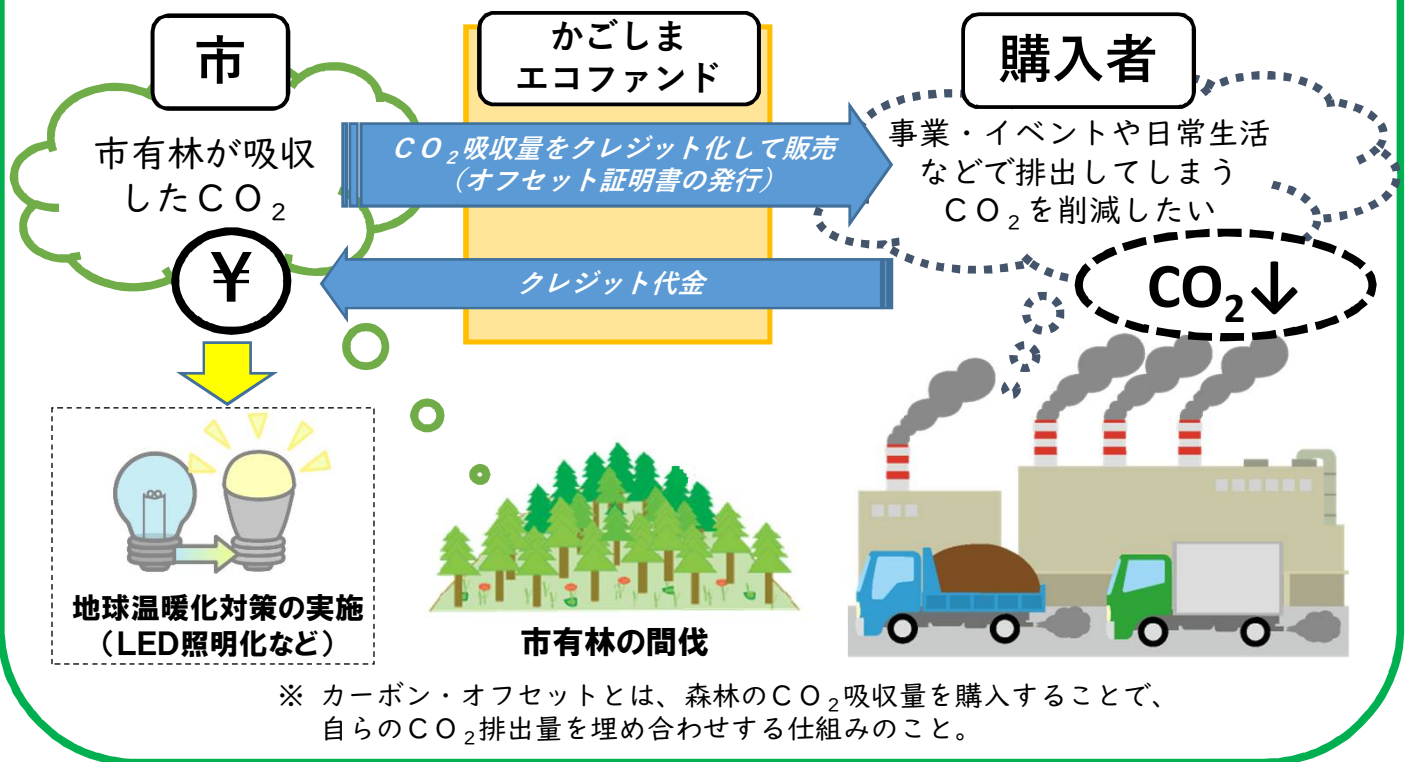 市
かごしま
エコファンド
購入者
市有林が吸収
したCO₂
CO₂吸収量をクレジット化して販売
(オフセット証明書の発行)
事業・イベントや日常生活
などで排出してしまう
CO₂を削減したい
¥
クレジット代金
CO₂↓
地球温暖化対策の実施
(LED照明化など)
市有林の間伐
※ カーボン・オフセットとは、森林のCO₂吸収量を購入することで、
自らのCO₂排出量を埋め合わせする仕組みのこと。